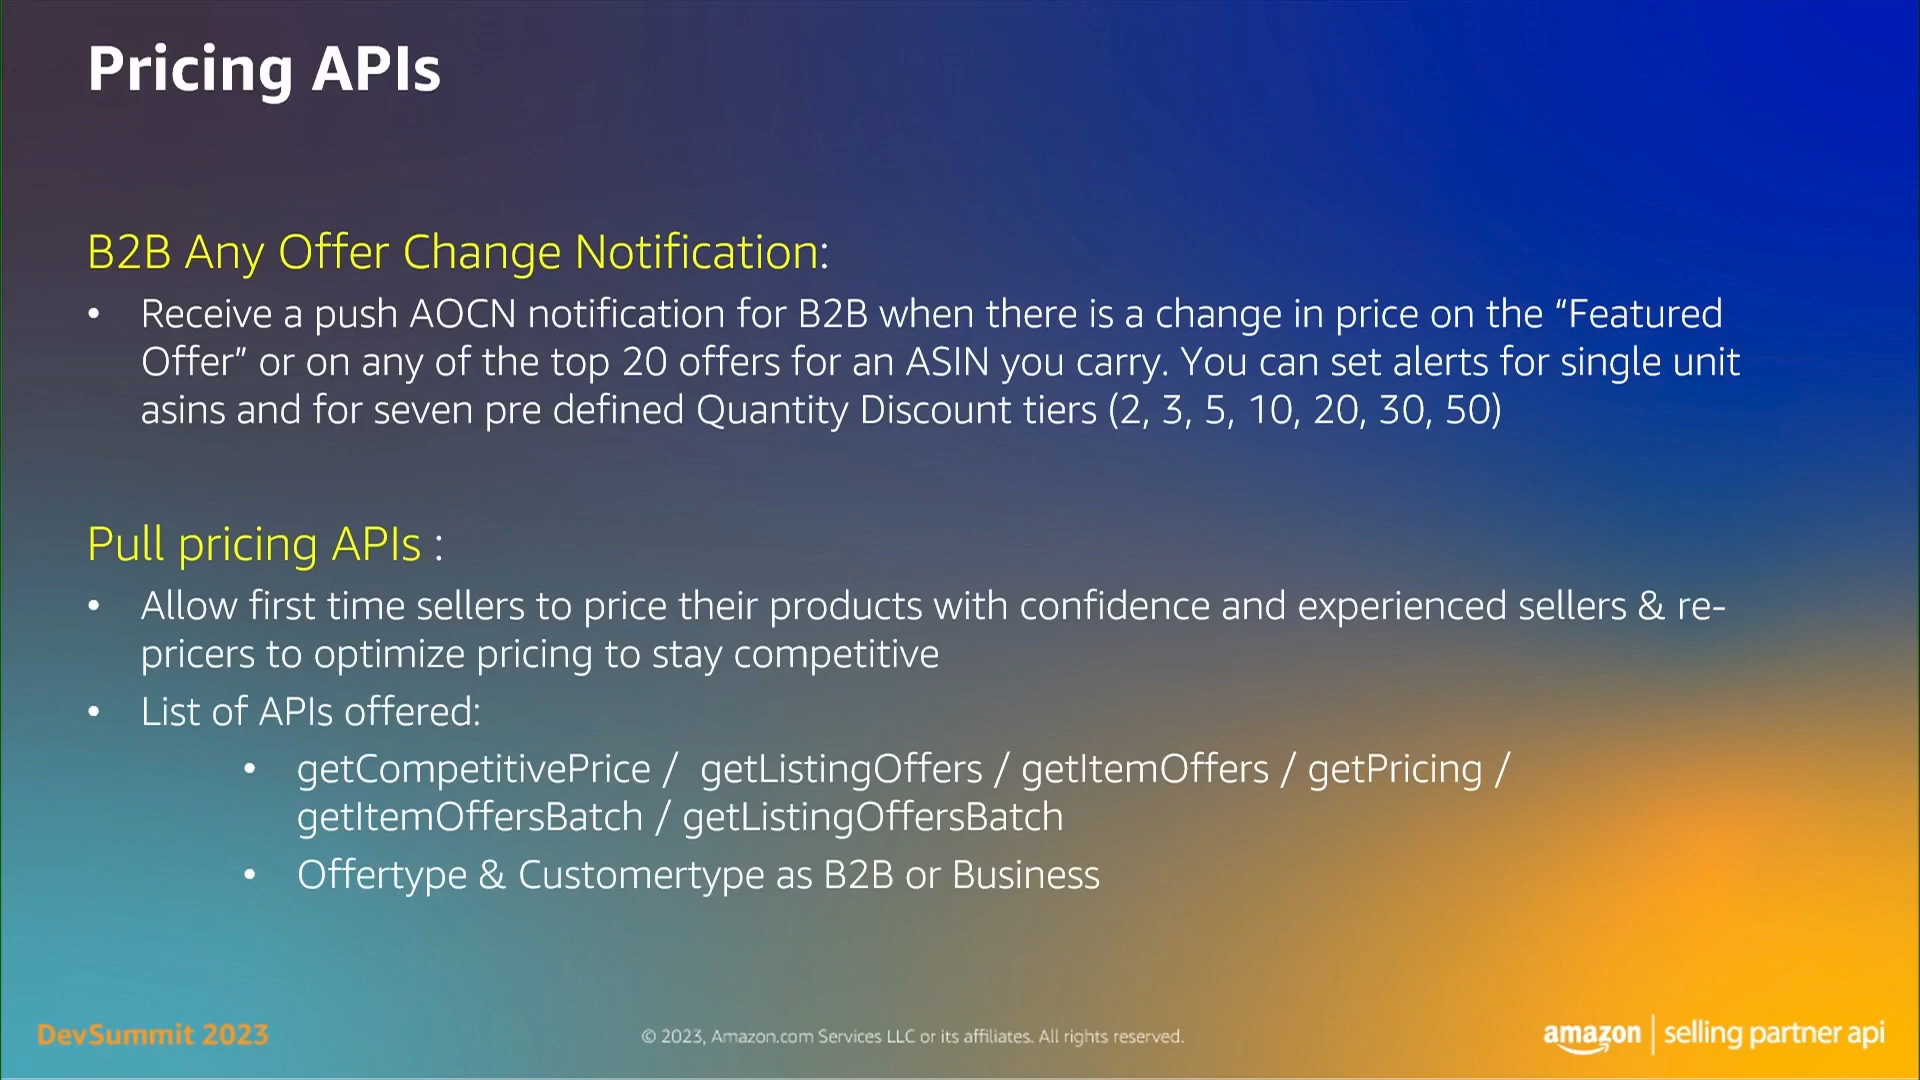 Pricing APIs
B2B Any Offer Change Notification:
• Receive a push AOCN notification for B2B when there is a change in price on the “Featured
Offer” or on any of the top 20 offers for an ASIN you carry. You can set alerts for single unit
asins and for seven pre defined Quantity Discount tiers (2, 3, 5, 10, 20, 30, 50)
Pull pricing APIs :
• Allow first time sellers to price their products with confidence and experienced sellers & re-
pricers to optimize pricing to stay competitive
• List of APIs offered:
• getCompetitivePrice /  getListingOffers / getItemOffers / getPricing /
getItemOffersBatch / getListingOffersBatch
• Offertype & Customertype as B2B or Business
DevSummit 2023
© 2023, Amazon.com Services LLC or its affiliates. All rights reserved.
amazon | selling partner api